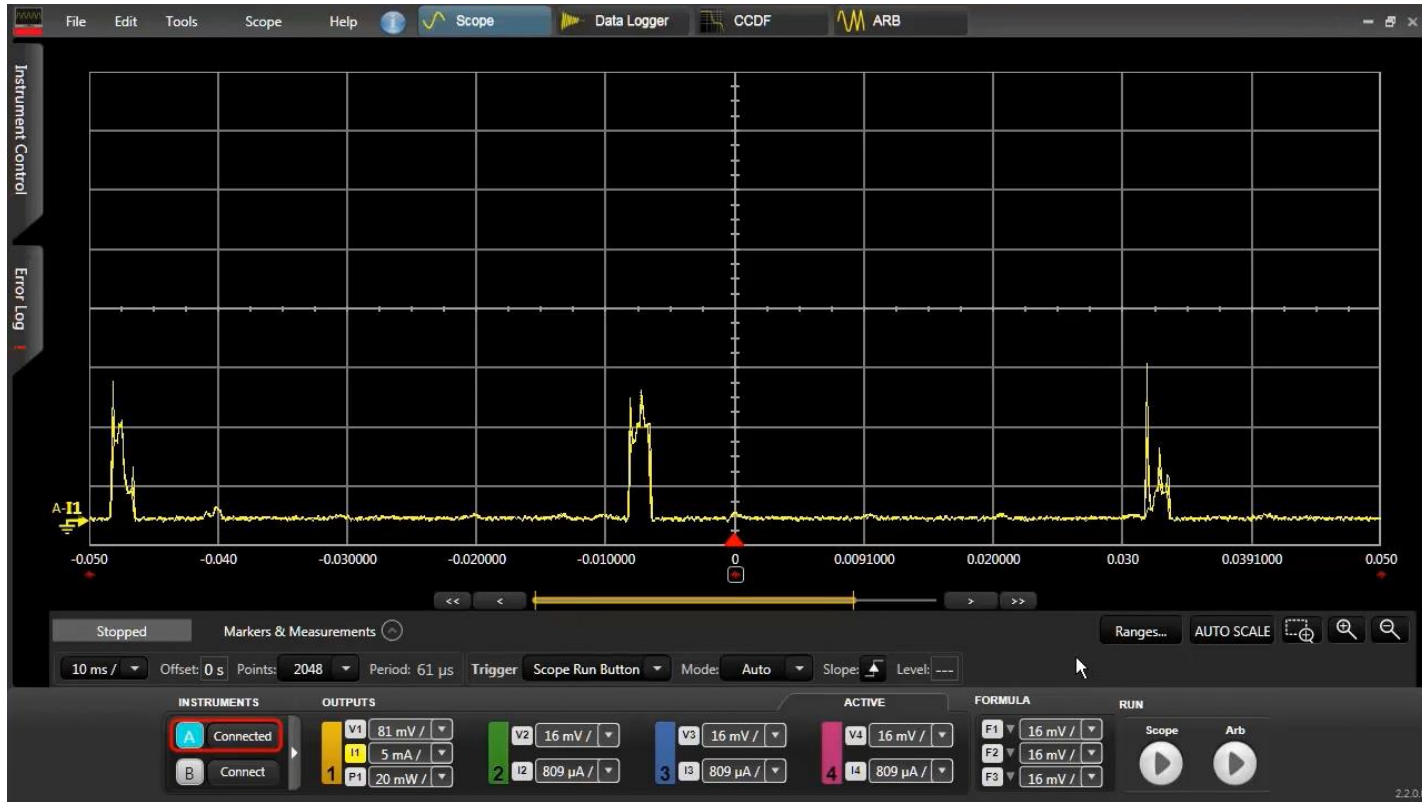 File Edit Tools Scope Help Scope Data Logger CCDF ARB
Instrument Control
Error Log !
A-I1
-0.050 -0.040 -0.030000 -0.020000 -0.010000 0 0.0091000 0.020000 0.030 0.0391000 0.050
<< < > >>
Stopped Markers & Measurements Ranges... AUTO SCALE
10 ms / Offset: 0 s Points: 2048 Period: 61 µs Trigger Scope Run Button Mode: Auto Slope: Level: ---
INSTRUMENTS OUTPUTS ACTIVE FORMULA RUN
A Connected
B Connect
1 V1 81 mV /
I1 5 mA /
P1 20 mW /
2 V2 16 mV /
I2 809 µA /
3 V3 16 mV /
I3 809 µA /
4 V4 16 mV /
I4 809 µA /
F1 16 mV /
F2 16 mV /
F3 16 mV /
Scope Arb